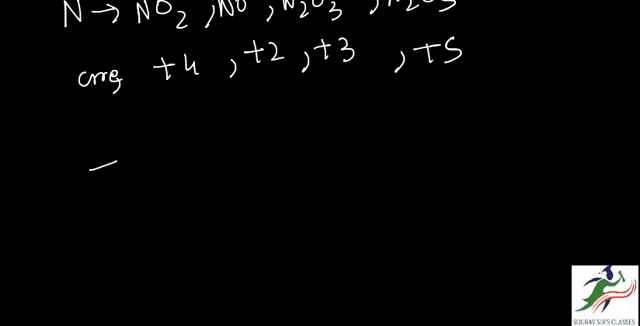 N → NO2, NO, N2O3, N2O5
+4, +2, +3, +5
SOURAV SIR'S CLASSES